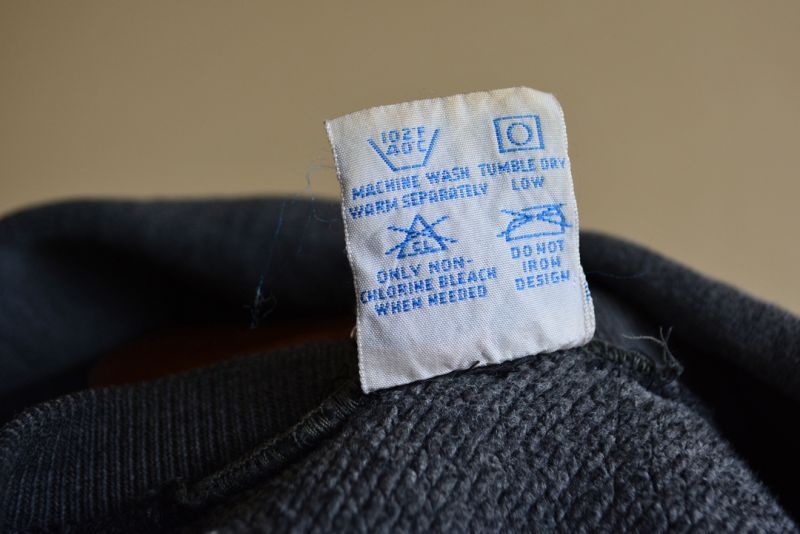 102°F
40°C
MACHINE WASH
WARM SEPARATELY
TUMBLE DRY
LOW
CL
ONLY NON-
CHLORINE BLEACH
WHEN NEEDED
DO NOT
IRON
DESIGN